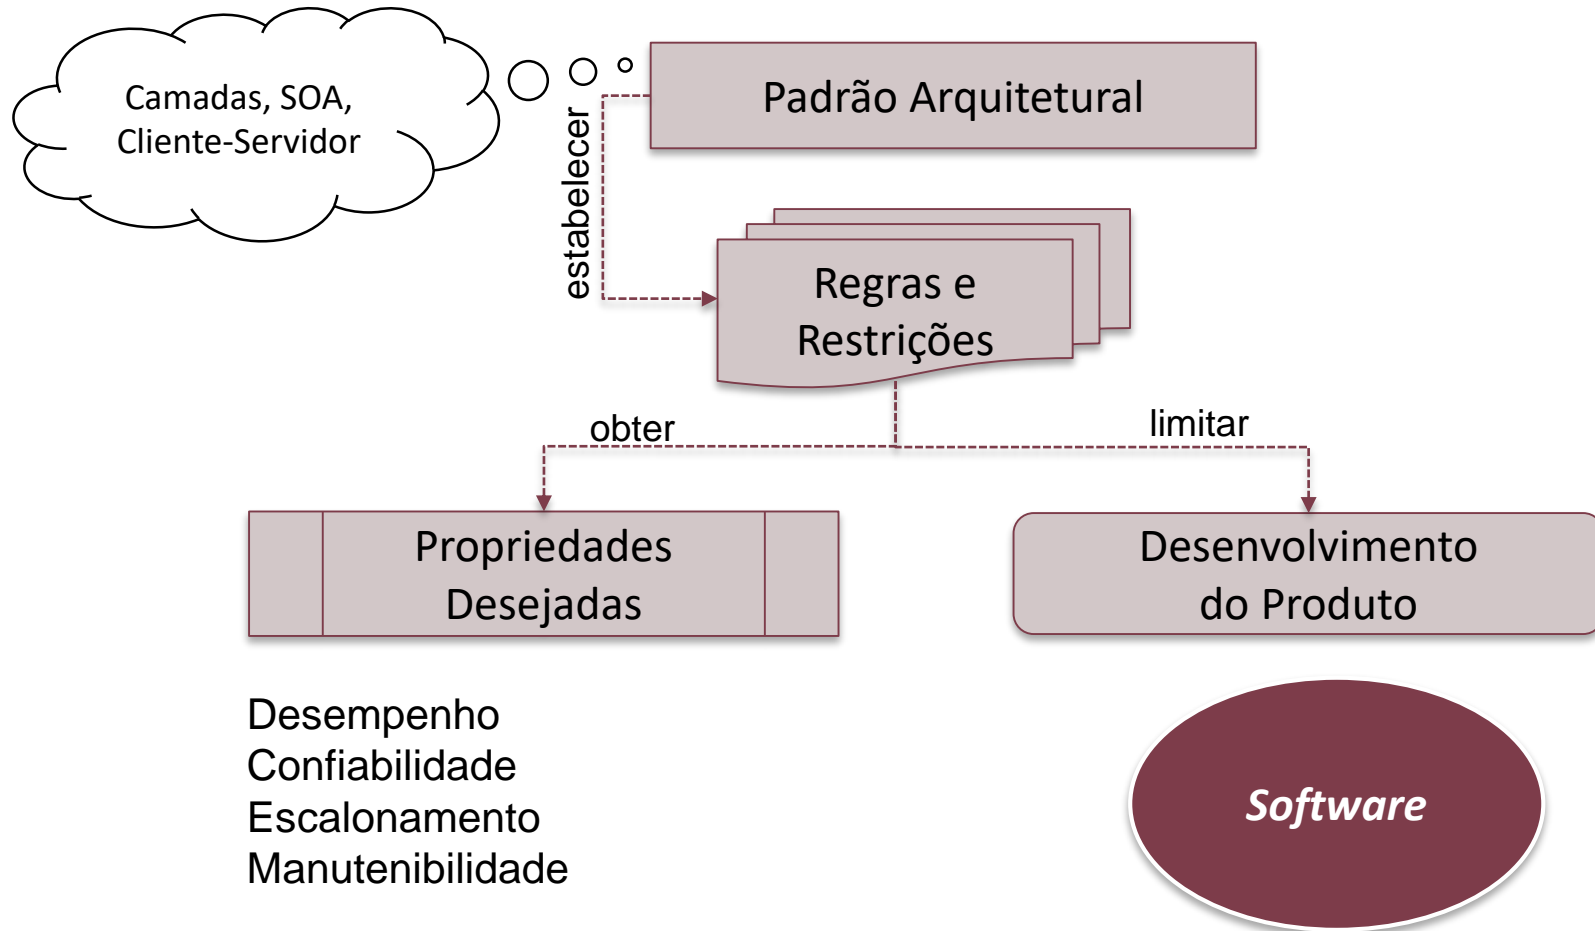 Camadas, SOA,
Cliente-Servidor
Padrão Arquitetural
estabelecer
Regras e
Restrições
obter
limitar
Propriedades
Desejadas
Desenvolvimento
do Produto
Desempenho
Confiabilidade
Escalonamento
Manutenibilidade
Software